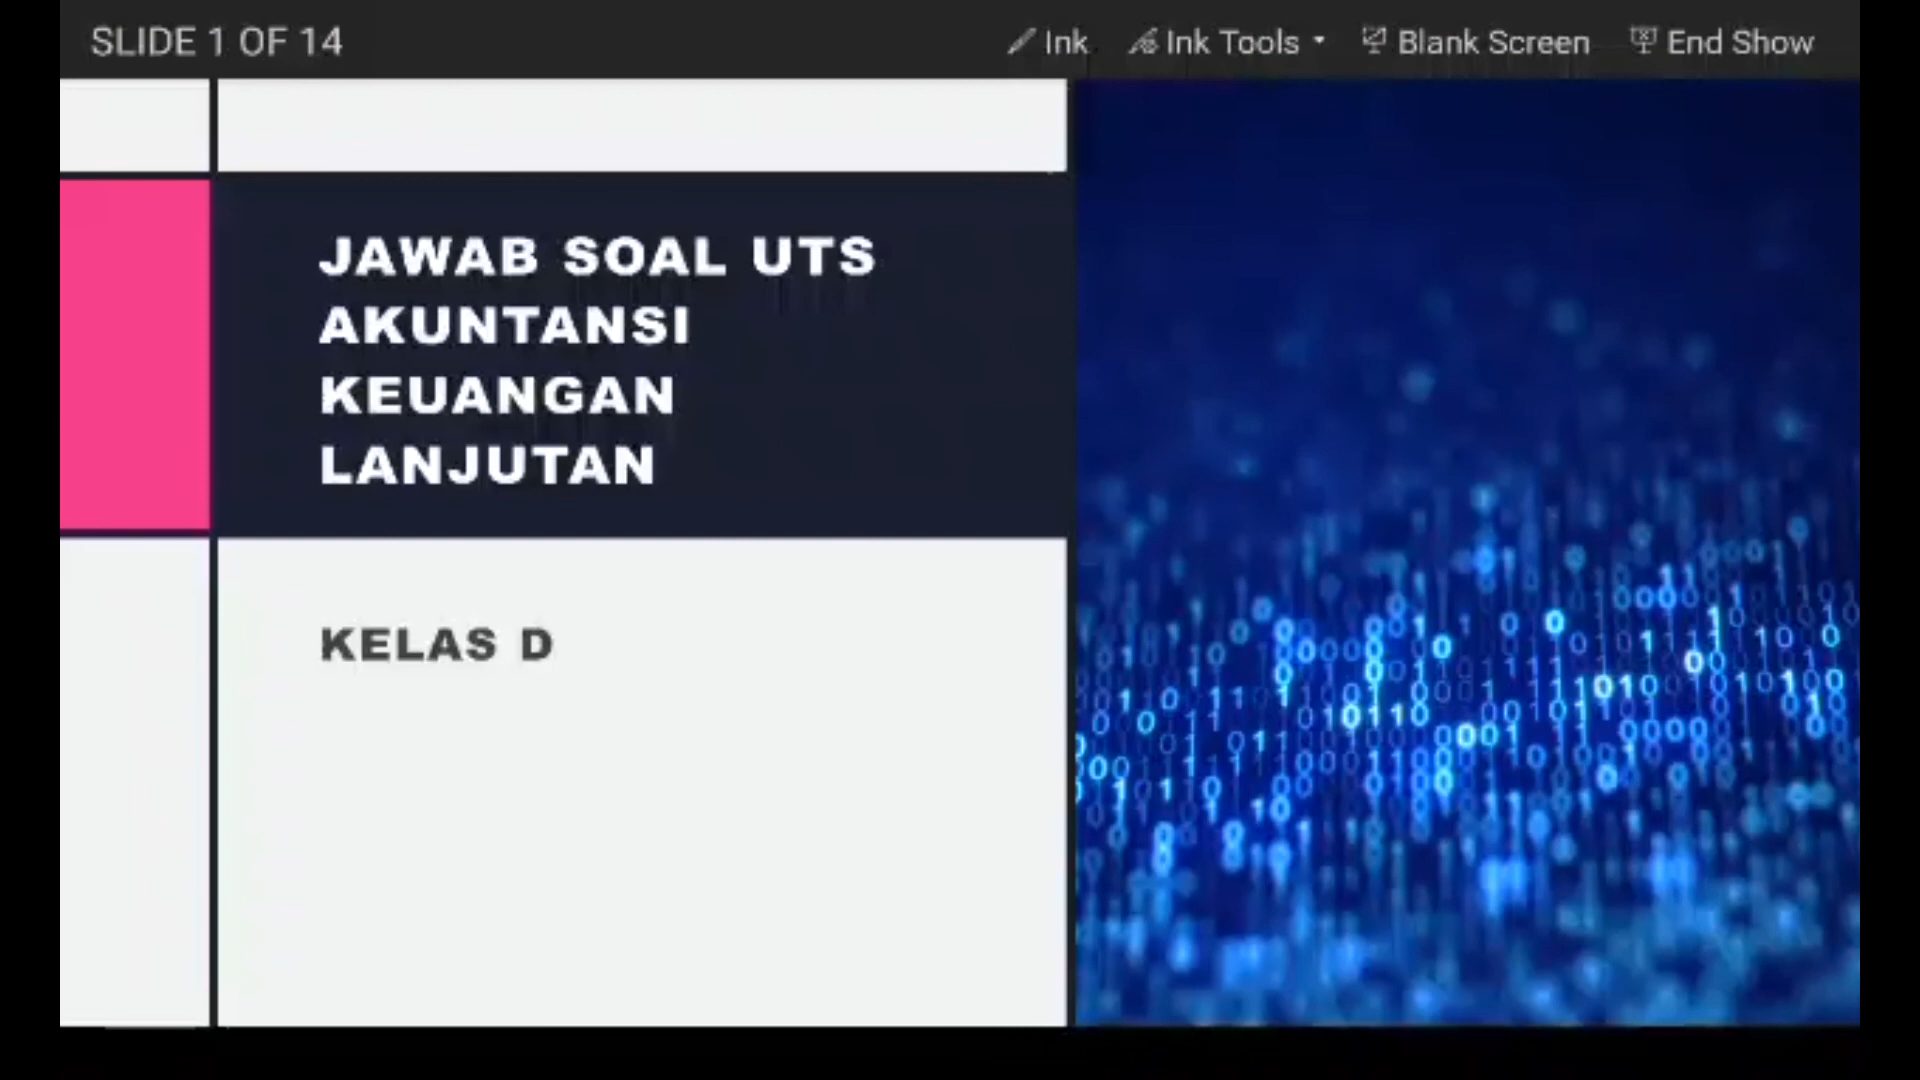 SLIDE 1 OF 14
Ink
Ink Tools
Blank Screen
End Show
JAWAB SOAL UTS
AKUNTANSI
KEUANGAN
LANJUTAN
KELAS D